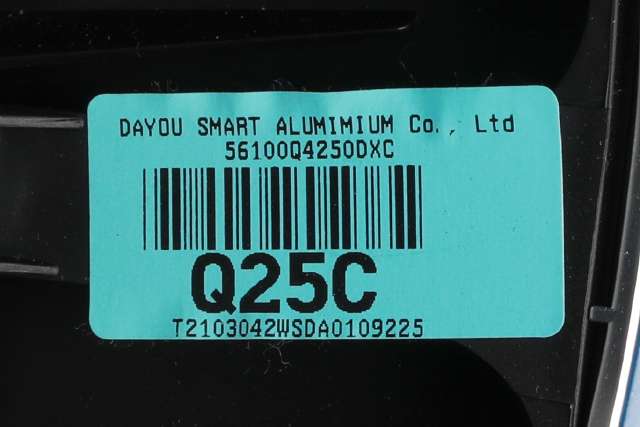 DAYOU SMART ALUMIMIUM Co., Ltd
56100Q4250DXC
Q25C
T2103042WSDA0109225